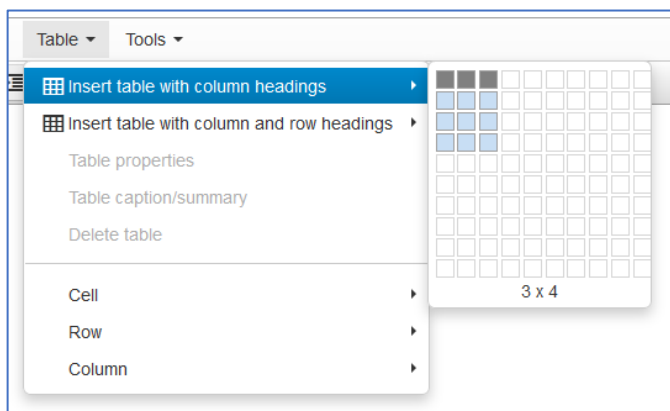 Table Tools
Insert table with column headings
Insert table with column and row headings
Table properties
Table caption/summary
Delete table
3 x 4
Cell
Row
Column